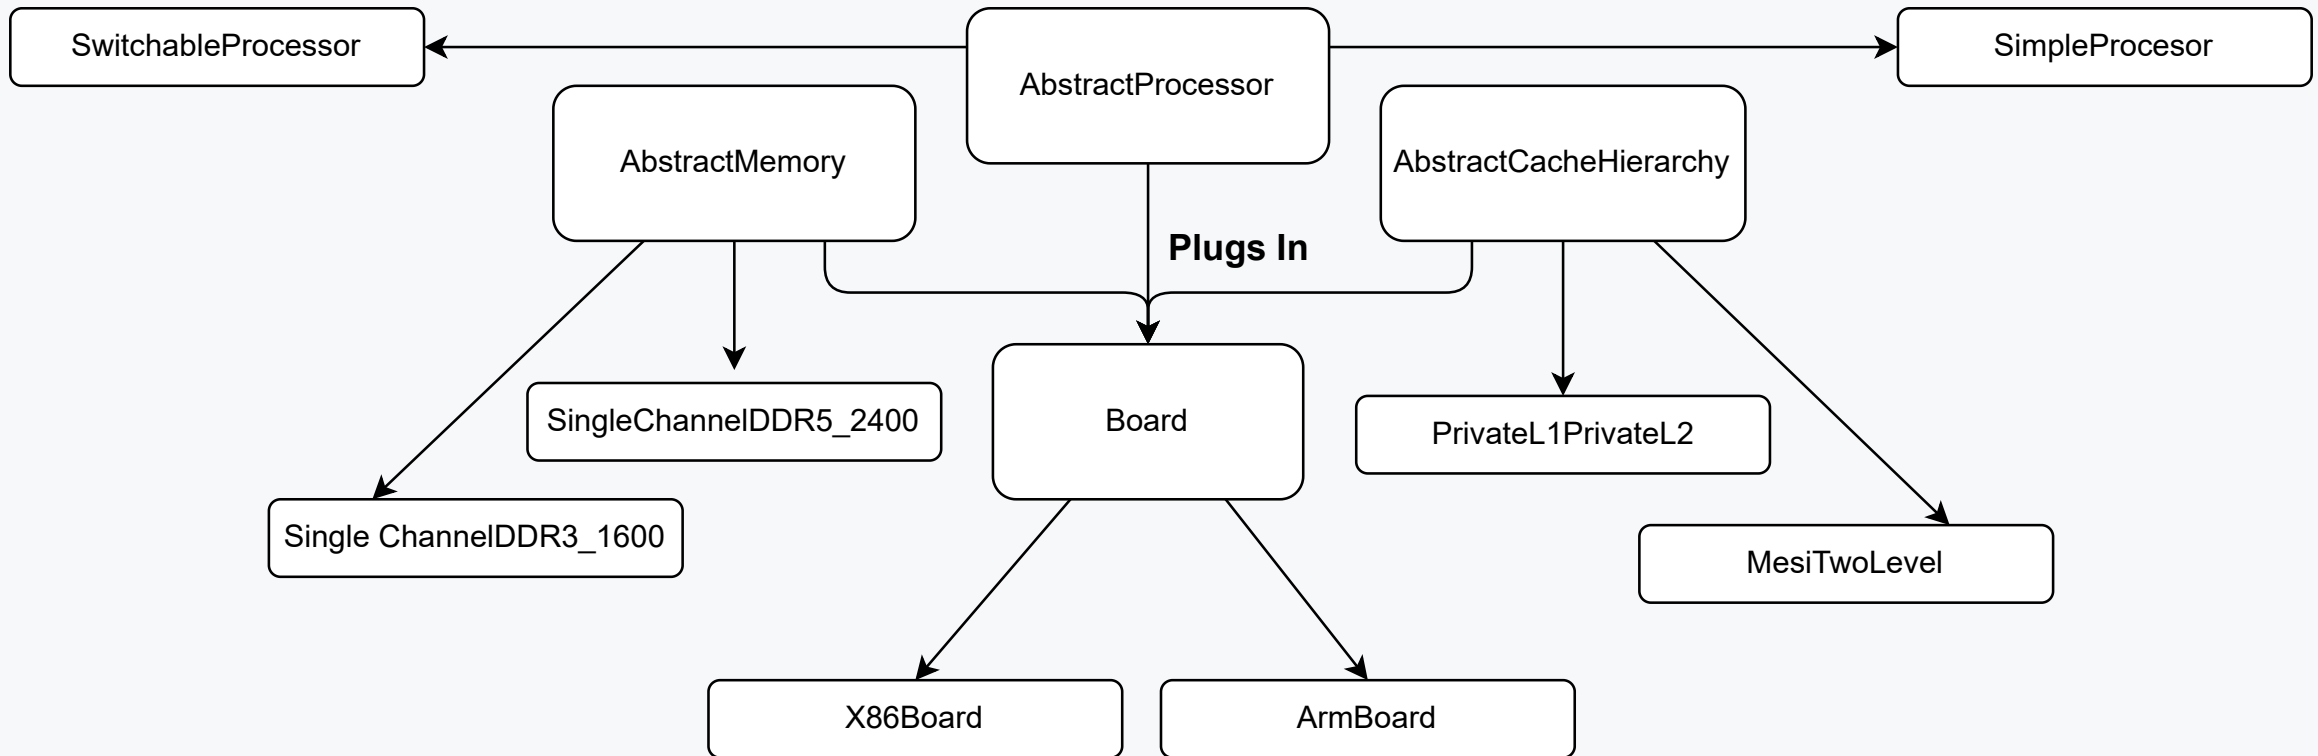 SwitchableProcessor
AbstractProcessor
SimpleProcesor
AbstractMemory
AbstractCacheHierarchy
Plugs In
SingleChannelDDR5_2400
Board
PrivateL1PrivateL2
Single ChannelDDR3_1600
MesiTwoLevel
X86Board
ArmBoard